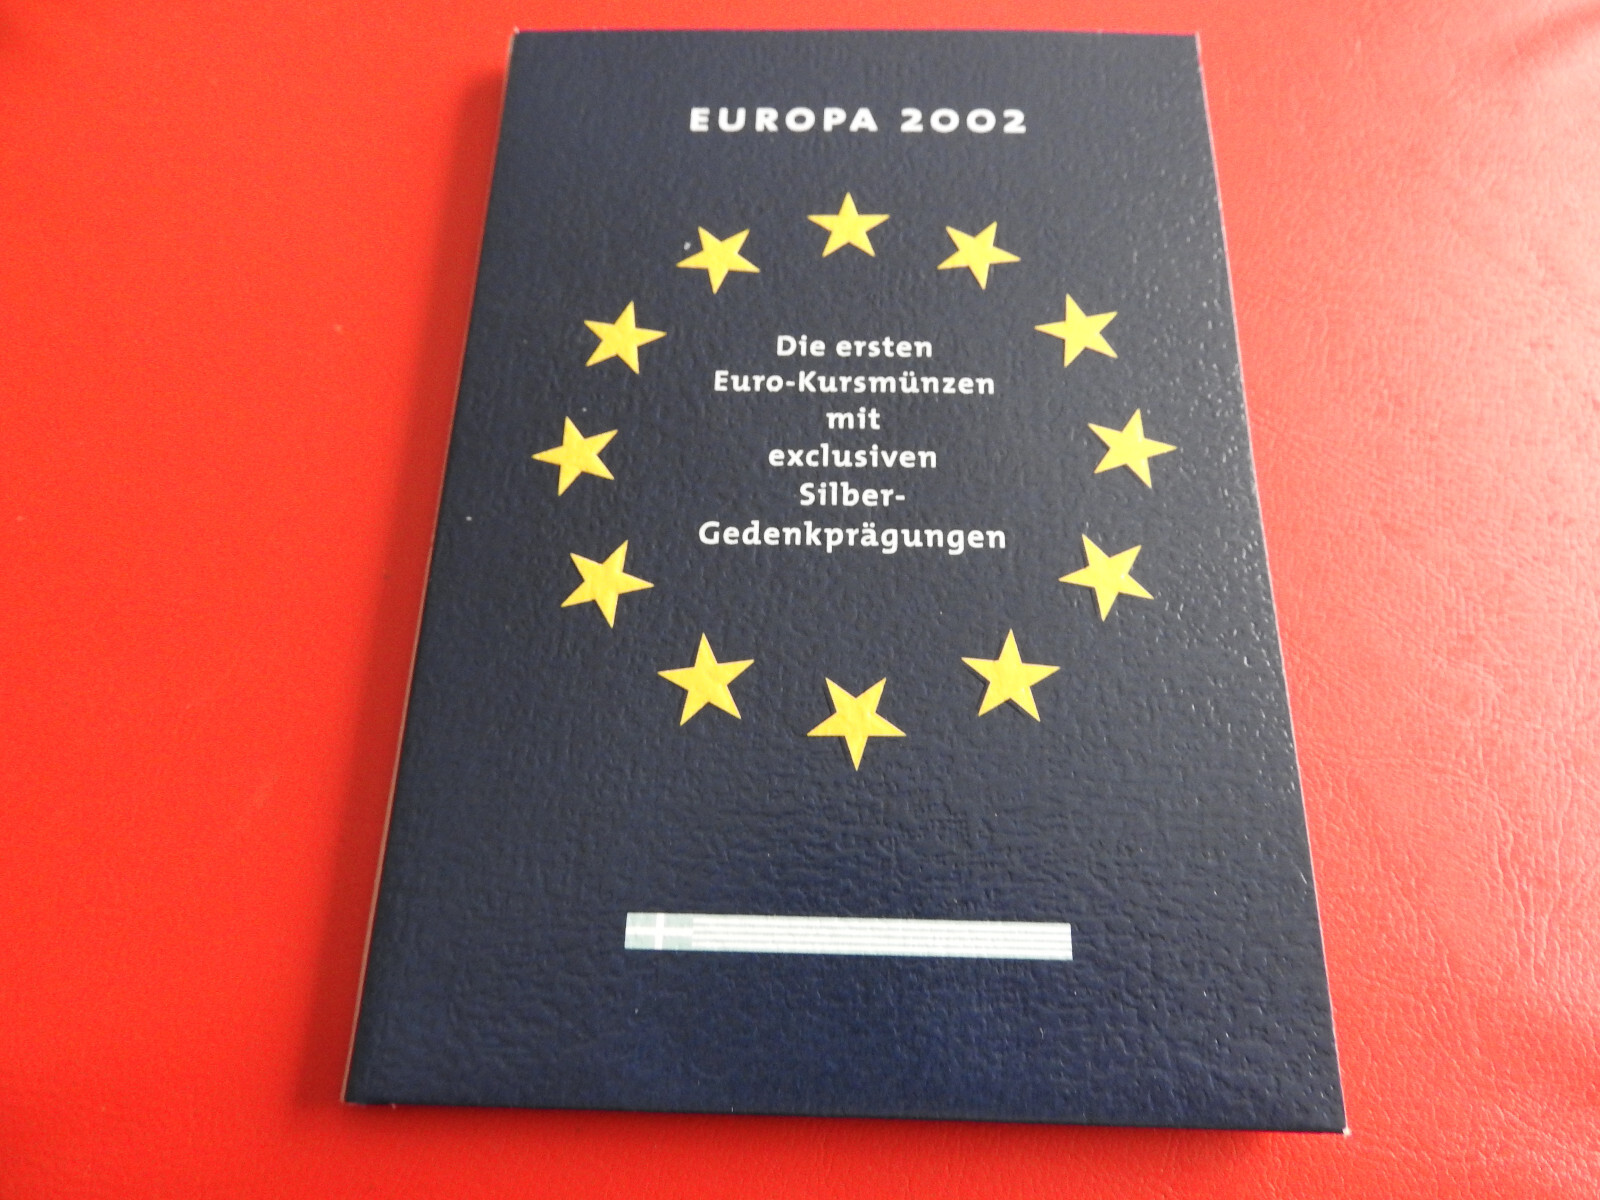 EUROPA 2002
Die ersten
Euro-Kursmünzen
mit
exclusiven
Silber-
Gedenkprägungen